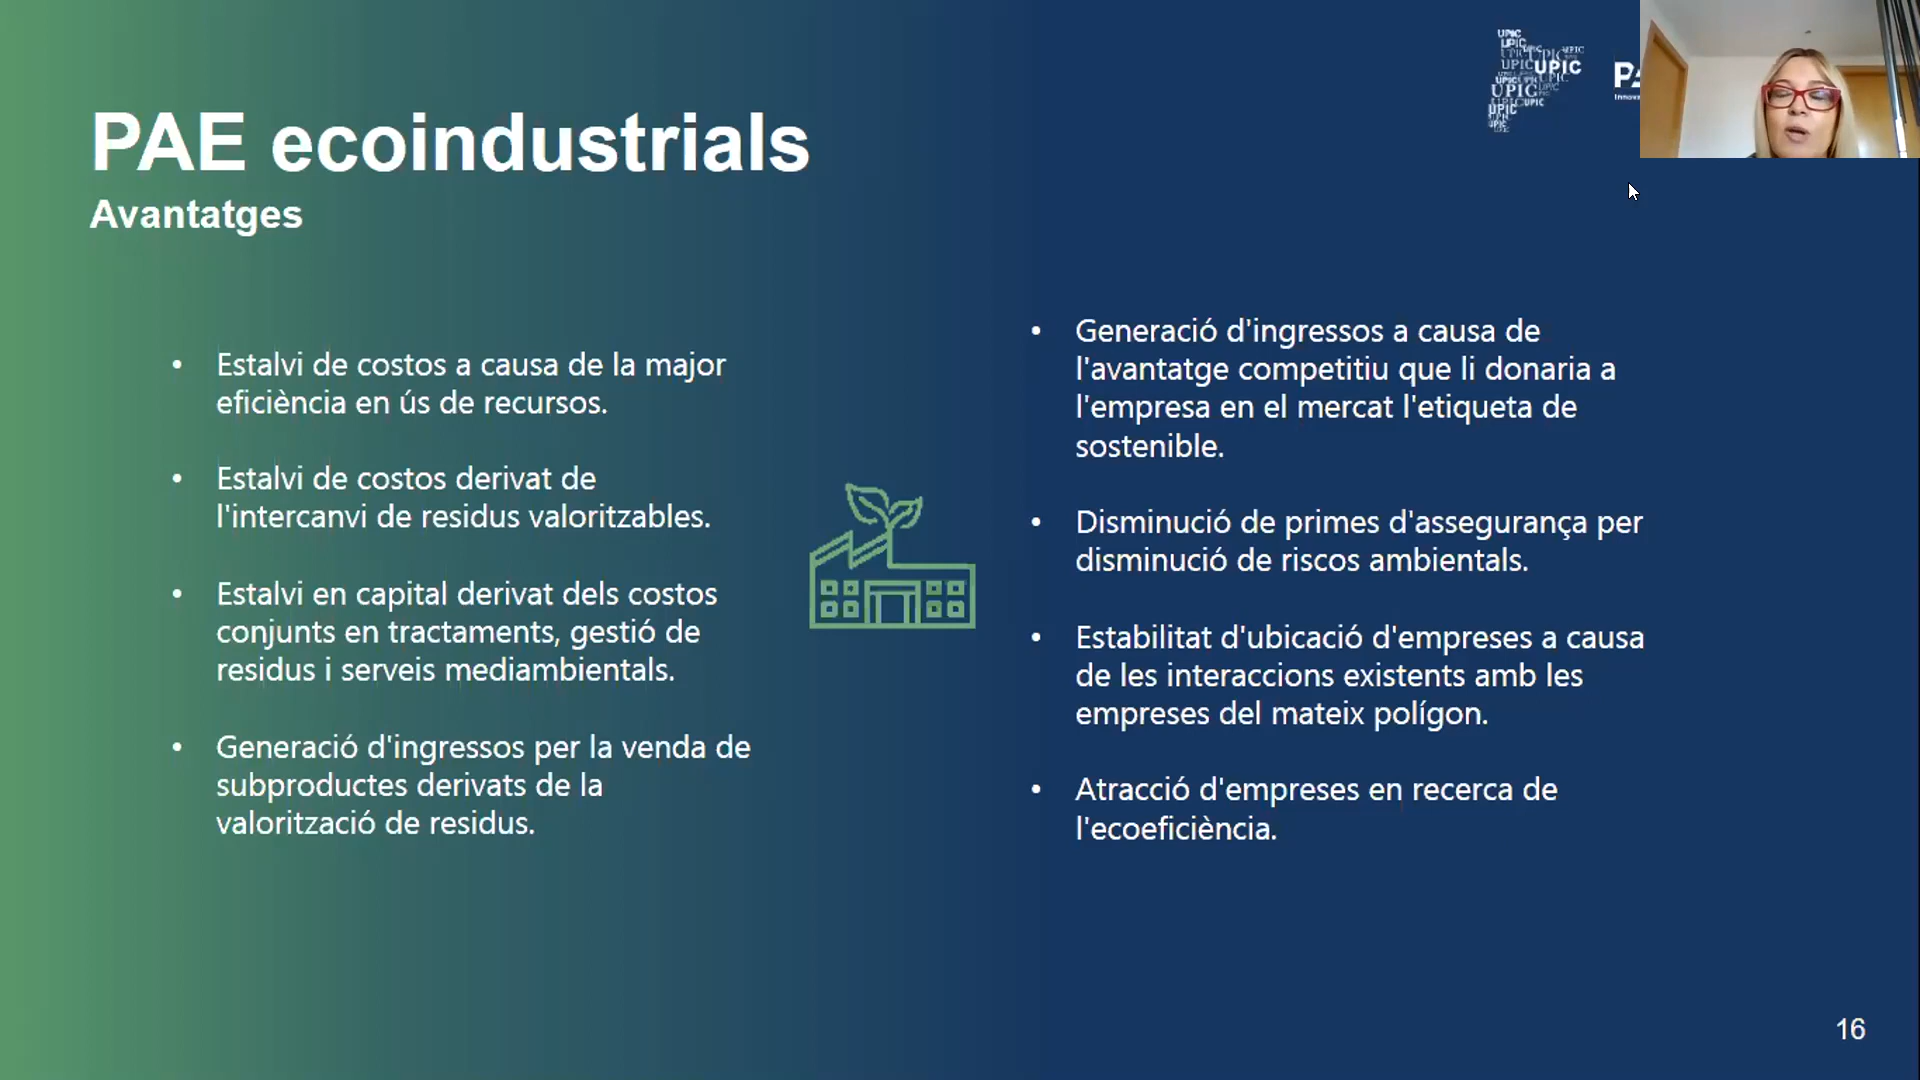 PAE ecoindustrials
Avantatges
• Estalvi de costos a causa de la major
eficiència en ús de recursos.
• Estalvi de costos derivat de
l'intercanvi de residus valoritzables.
• Estalvi en capital derivat dels costos
conjunts en tractaments, gestió de
residus i serveis mediambientals.
• Generació d'ingressos per la venda de
subproductes derivats de la
valorització de residus.
• Generació d'ingressos a causa de
l'avantatge competitiu que li donaria a
l'empresa en el mercat l'etiqueta de
sostenible.
• Disminució de primes d'assegurança per
disminució de riscos ambientals.
• Estabilitat d'ubicació d'empreses a causa
de les interaccions existents amb les
empreses del mateix polígon.
• Atracció d'empreses en recerca de
l'ecoeficiència.
UPIC
UPIC
UPIC
UPIC
UPIC
16